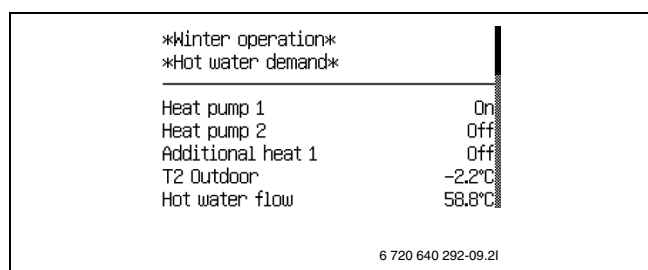 *Winter operation*
*Hot water demand*
Heat pump 1 On
Heat pump 2 Off
Additional heat 1 Off
T2 Outdoor -2.2°C
Hot water flow 58.8°C
6 720 640 292-09.2I